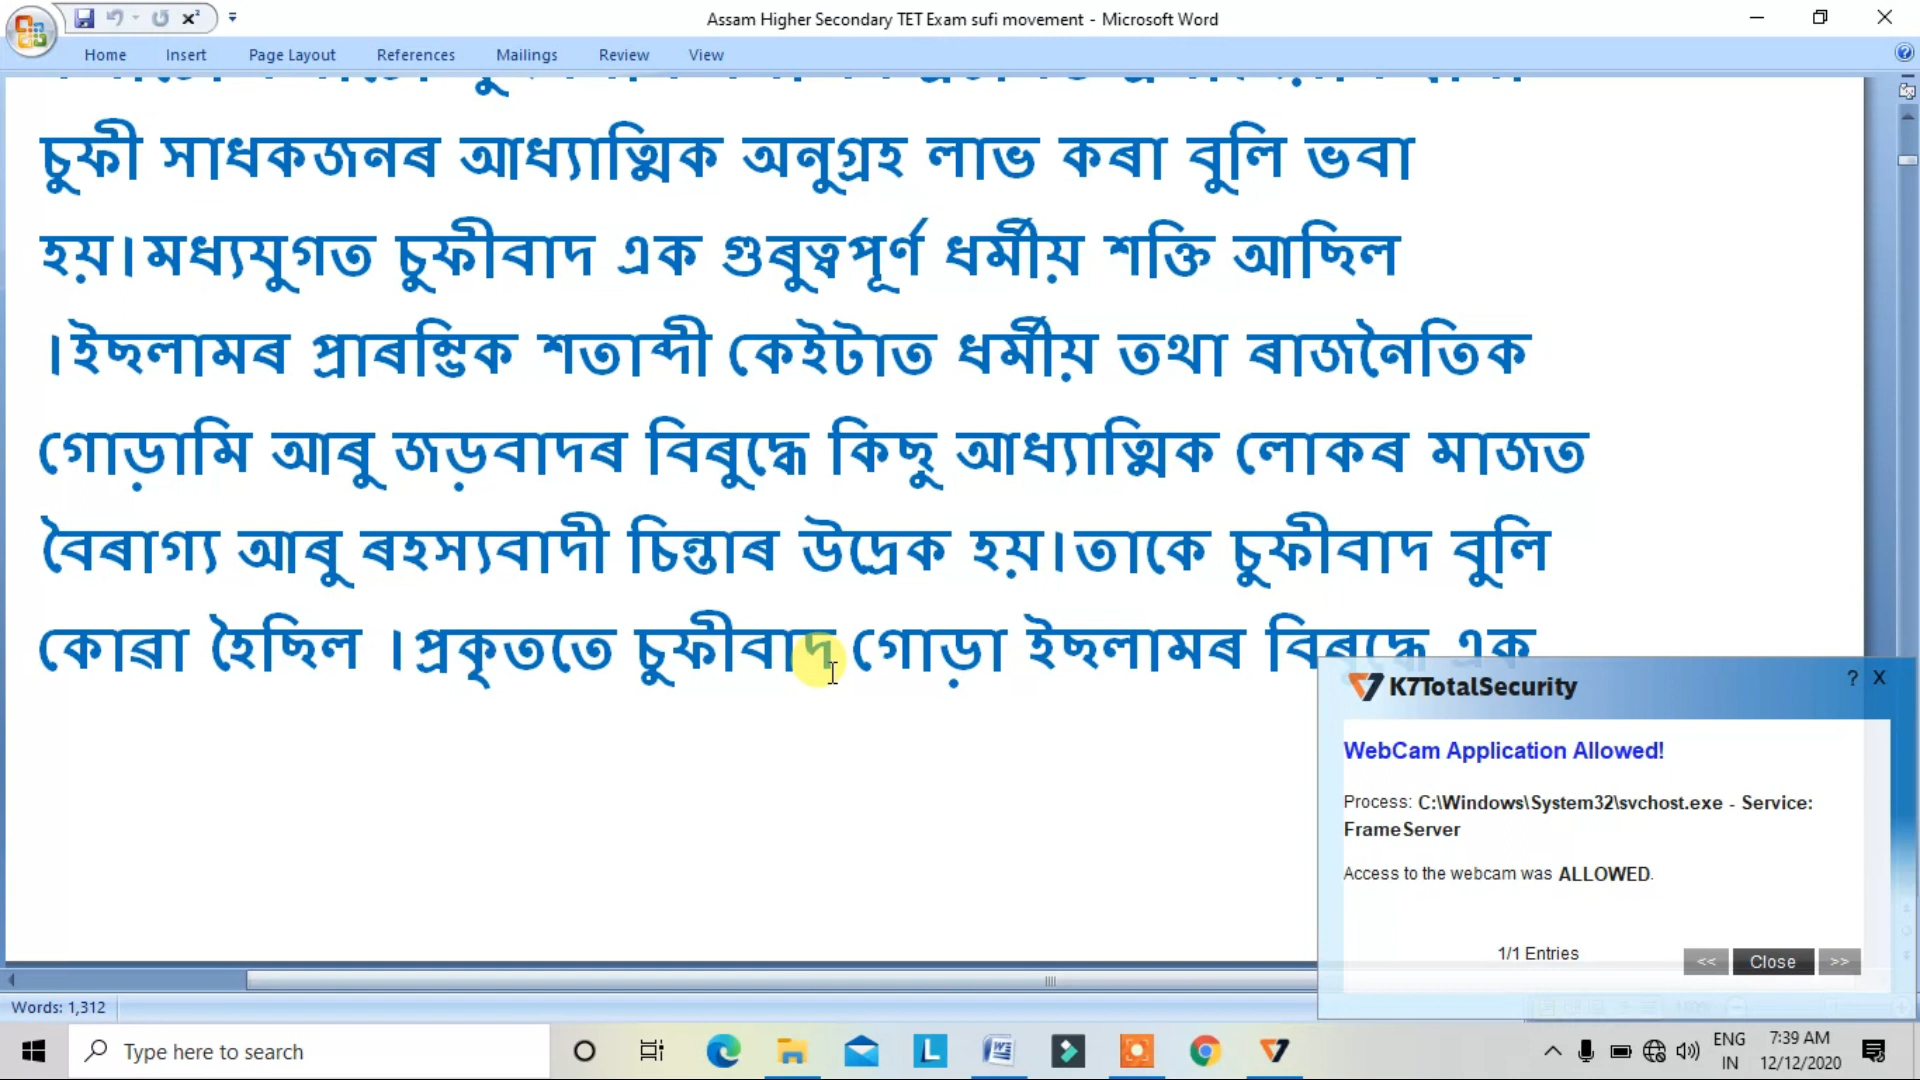 Assam Higher Secondary TET Exam sufi movement - Microsoft Word
Home Insert Page Layout References Mailings Review View
চুফী সাধকজনৰ আধ্যাত্মিক অনুগ্ৰহ লাভ কৰা বুলি ভবা
হয়।মধ্যযুগত চুফীবাদ এক গুৰুত্বপূৰ্ণ ধৰ্মীয় শক্তি আছিল
।ইছলামৰ প্ৰাৰম্ভিক শতাব্দী কেইটাত ধৰ্মীয় তথা ৰাজনৈতিক
গোড়ামি আৰু জড়বাদৰ বিৰুদ্ধে কিছু আধ্যাত্মিক লোকৰ মাজত
বৈৰাগ্য আৰু ৰহস্যবাদী চিন্তাৰ উদ্ৰেক হয়।তাকে চুফীবাদ বুলি
কোৱা হৈছিল ।প্ৰকৃততে চুফীবাদ গোড়া ইছলামৰ বিৰুদ্ধে এক
K7TotalSecurity ? X
WebCam Application Allowed!
Process: C:\Windows\System32\svchost.exe - Service:
FrameServer
Access to the webcam was ALLOWED.
1/1 Entries << Close >>
Words: 1,312
Type here to search
ENG 7:39 AM
IN 12/12/2020